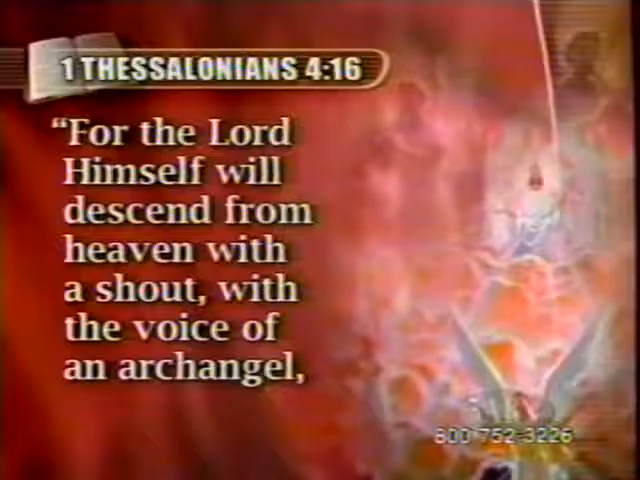 1 THESSALONIANS 4:16
“For the Lord
Himself will
descend from
heaven with
a shout, with
the voice of
an archangel,
800 752-3226